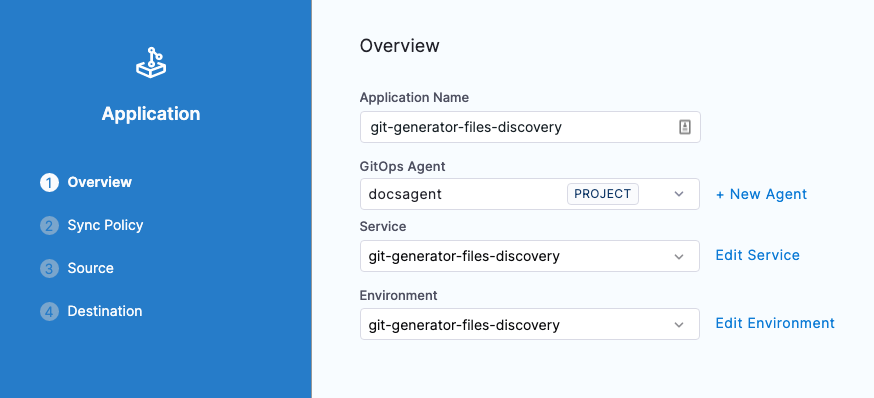 Application
1 Overview
2 Sync Policy
3 Source
4 Destination
Overview
Application Name
git-generator-files-discovery
GitOps Agent
docsagent PROJECT + New Agent
Service
git-generator-files-discovery Edit Service
Environment
git-generator-files-discovery Edit Environment